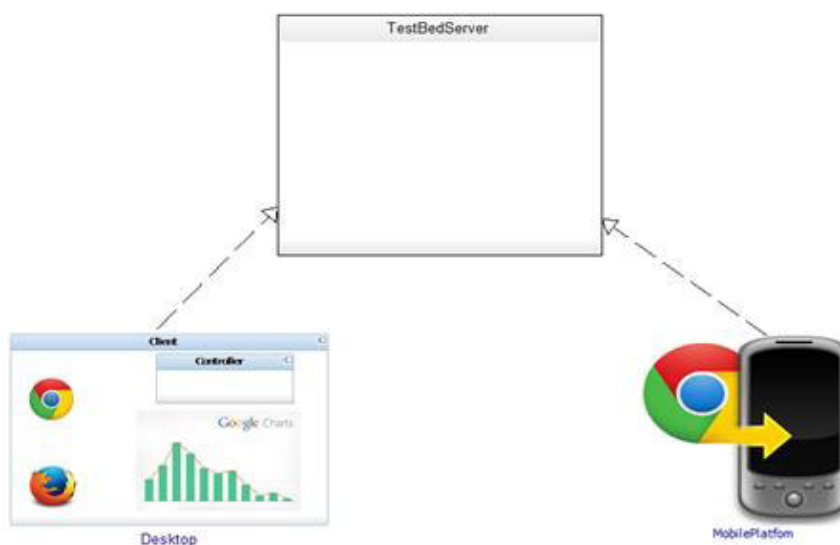 TestBedServer
Client
Controller
Google Charts
Desktop
MobilePlatfom